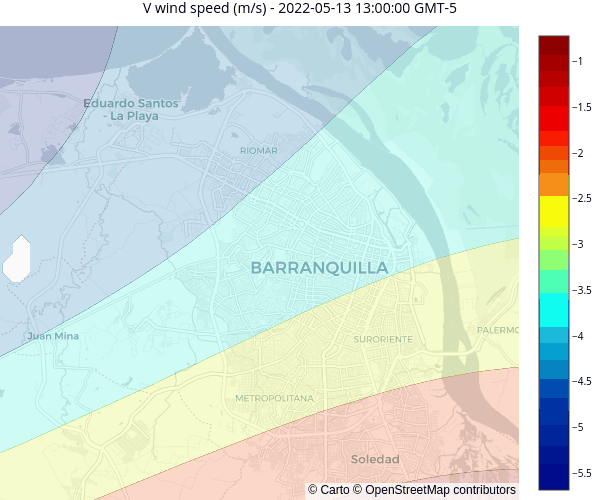 V wind speed (m/s) - 2022-05-13 13:00:00 GMT-5
Eduardo Santos
- La Playa
RIOMAR
BARRANQUILLA
Juan Mina
SURORIENTE
PALERMO
METROPOLITANA
Soledad
© Carto © OpenStreetMap contributors
−1
−1.5
−2
−2.5
−3
−3.5
−4
−4.5
−5
−5.5